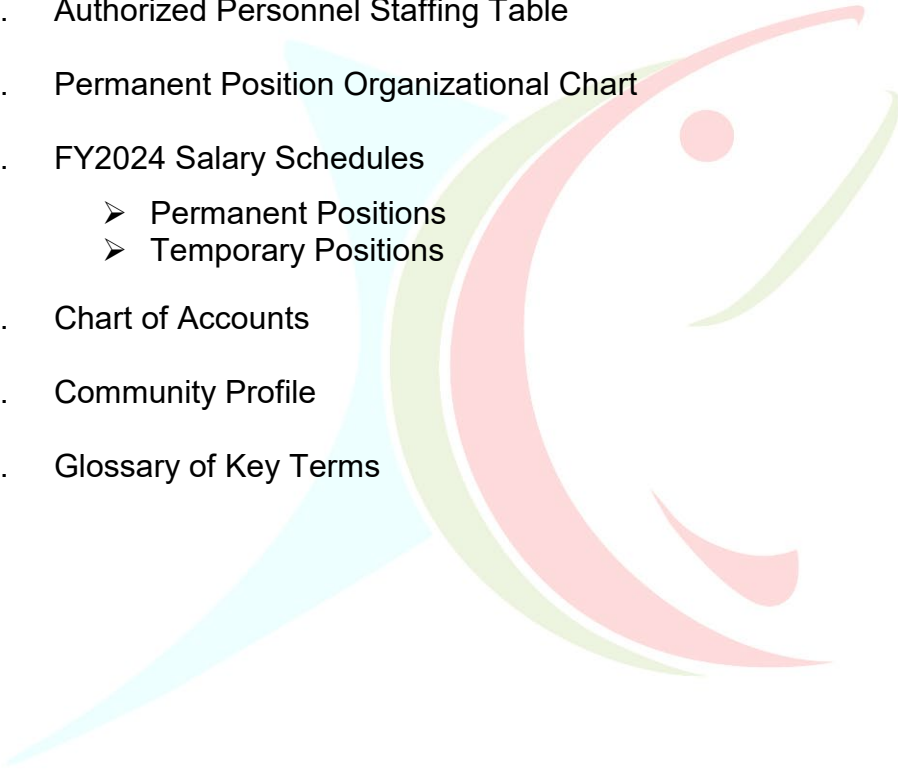 . Authorized Personnel Staffing Table
. Permanent Position Organizational Chart
. FY2024 Salary Schedules
➢ Permanent Positions
➢ Temporary Positions
. Chart of Accounts
. Community Profile
. Glossary of Key Terms